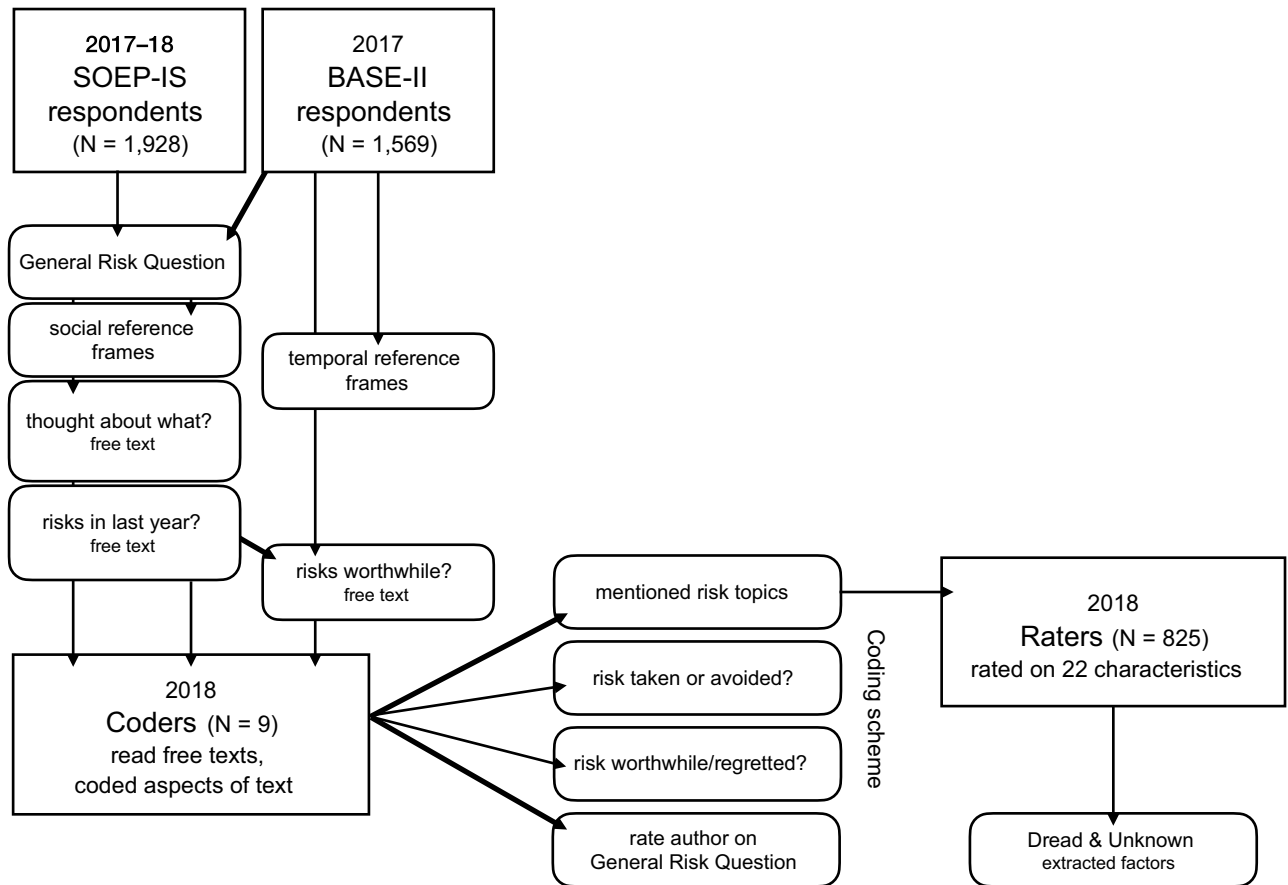 2017–18
SOEP-IS
respondents
(N = 1,928)
2017
BASE-II
respondents
(N = 1,569)
General Risk Question
social reference
frames
temporal reference
frames
thought about what?
free text
risks in last year?
free text
risks worthwhile?
free text
2018
Coders (N = 9)
read free texts,
coded aspects of text
mentioned risk topics
risk taken or avoided?
risk worthwhile/regretted?
rate author on
General Risk Question
Coding scheme
2018
Raters (N = 825)
rated on 22 characteristics
Dread & Unknown
extracted factors